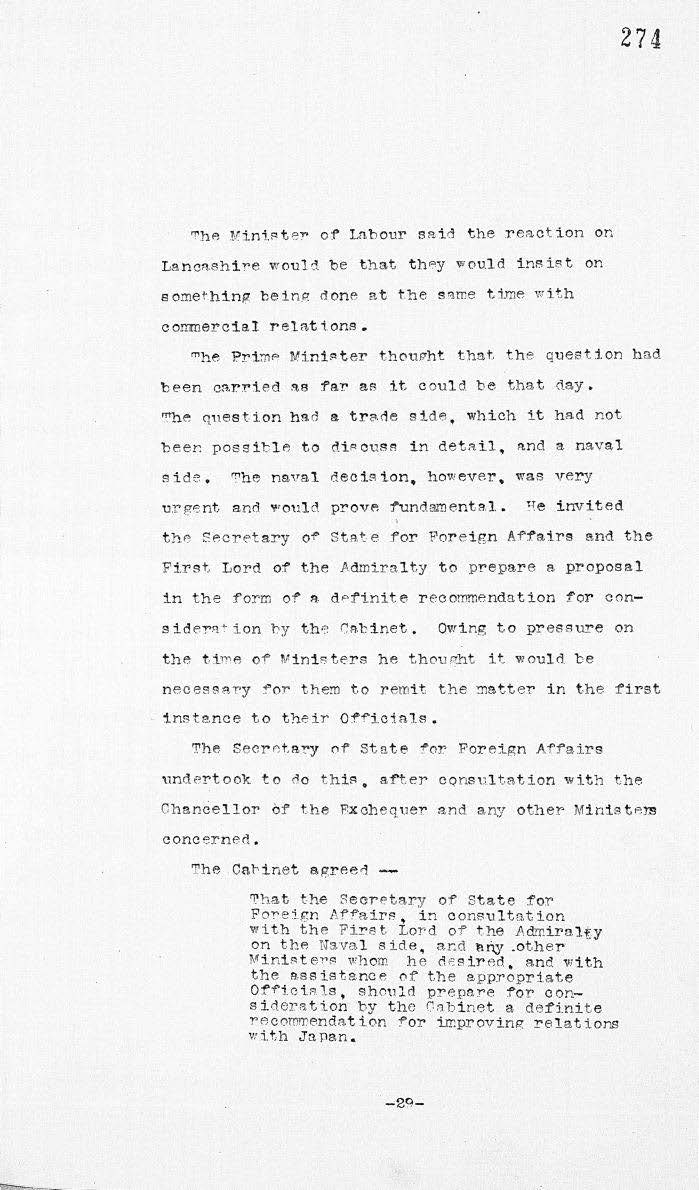 274
The Minister of Labour said the reaction on
Lancashire would be that they would insist on
something being done at the same time with
commercial relations.
The Prime Minister thought that the question had
been carried as far as it could be that day.
The question had a trade side, which it had not
been possible to discuss in detail, and a naval
side. The naval decision, however, was very
urgent and would prove fundamental. He invited
the Secretary of State for Foreign Affairs and the
First Lord of the Admiralty to prepare a proposal
in the form of a definite recommendation for con-
sideration by the Cabinet. Owing to pressure on
the time of Ministers he thought it would be
necessary for them to remit the matter in the first
instance to their Officials.
The Secretary of State for Foreign Affairs
undertook to do this, after consultation with the
Chancellor of the Exchequer and any other Ministers
concerned.
The Cabinet agreed --
That the Secretary of State for
Foreign Affairs, in consultation
with the First Lord of the Admiralty
on the Naval side, and any other
Ministers whom he desired, and with
the assistance of the appropriate
Officials, should prepare for con-
sideration by the Cabinet a definite
recommendation for improving relations
with Japan.
-29-